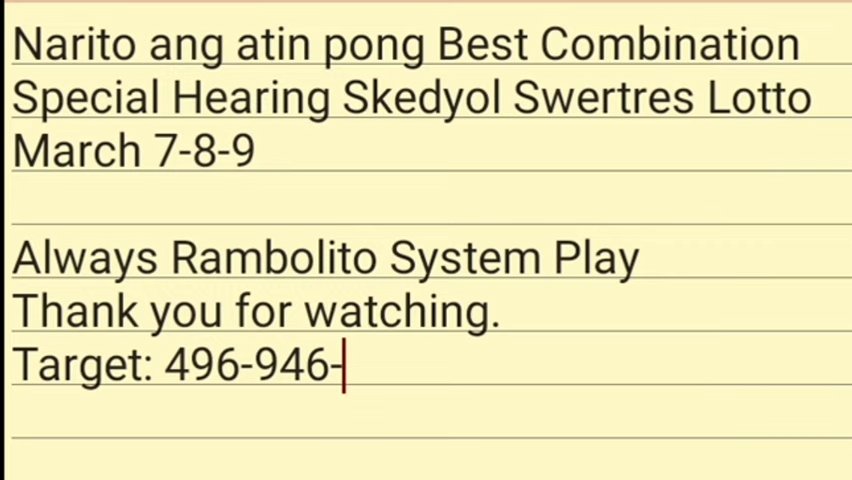 Narito ang atin pong Best Combination
Special Hearing Skedyol Swertres Lotto
March 7-8-9
Always Rambolito System Play
Thank you for watching.
Target: 496-946-